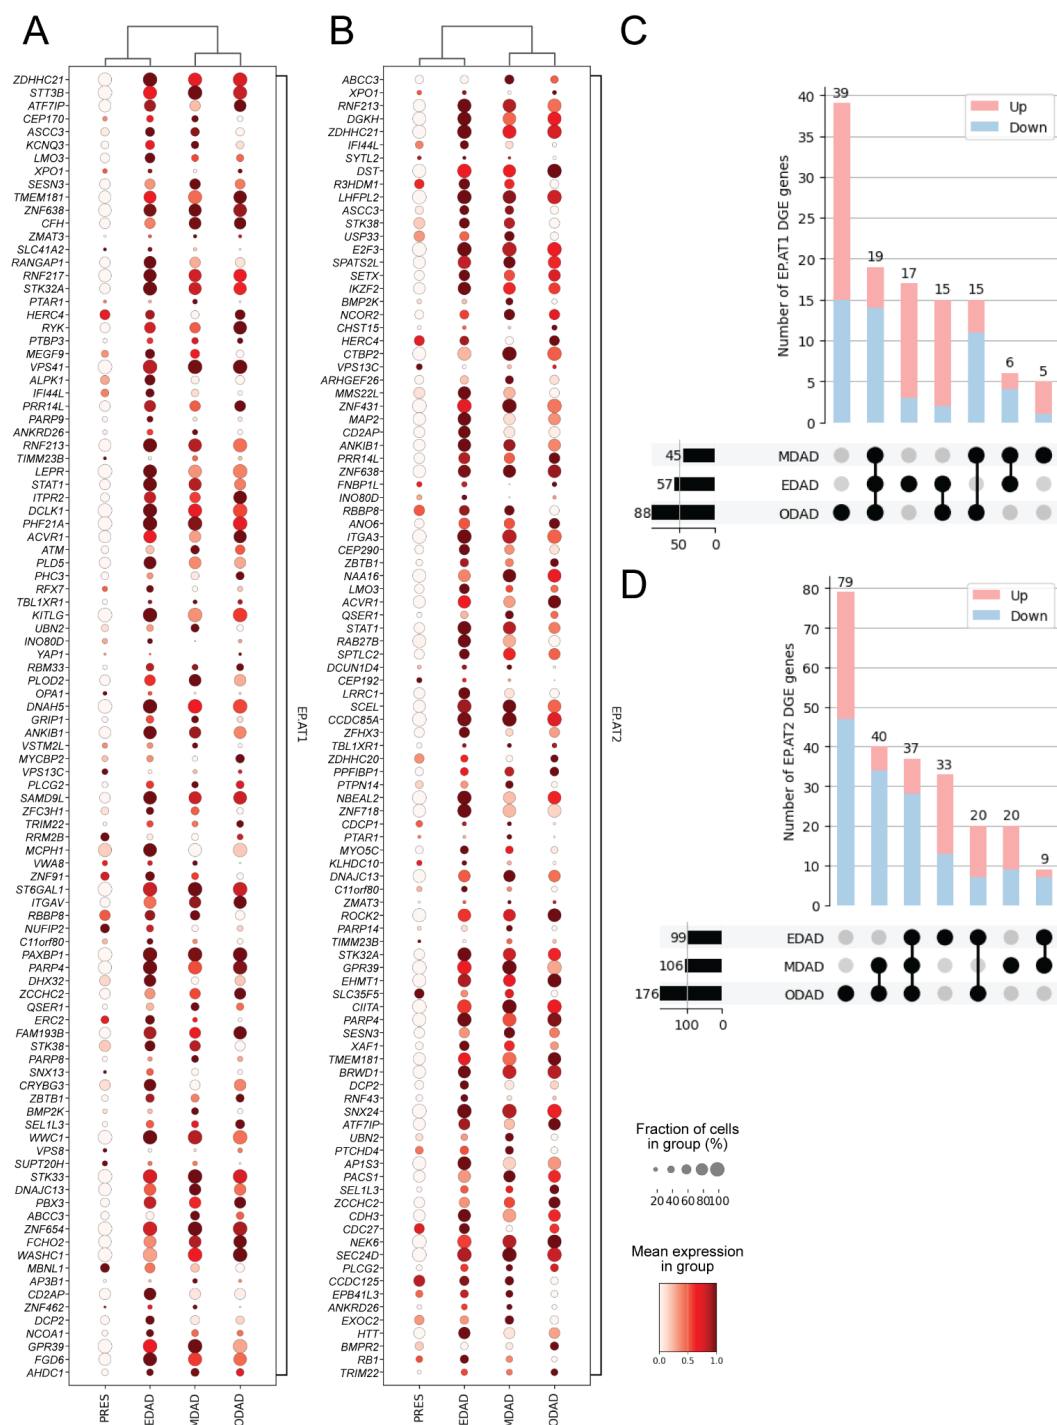 A
ZDHHC21
STT3B
ATF7IP
CEP170
ASCC3
KCNQ3
LMO3
XPO1
SESN3
TMEM181
ZNF638
CFH
ZMAT3
SLC41A2
RANGAP1
RNF217
STK32A
PTAR1
HERC4
RYK
PTBP3
MEGF9
VPS41
ALPK1
IFI44L
PRR14L
PARP9
ANKRD26
RNF213
TIMM23B
LEPR
STAT1
ITPR2
DCLK1
PHF21A
ACVR1
ATM
PLD5
PHC3
RFX7
TBL1XR1
KITLG
UBN2
INO80D
YAP1
RBM33
PLOD2
OPA1
DNAH5
GRIP1
ANKIB1
VSTM2L
MYCBP2
VPS13C
PLCG2
SAMD9L
ZFC3H1
TRIM22
RRM2B
MCPH1
VWA8
ZNF91
ST6GAL1
ITGAV
RBBP8
NUFIP2
C11orf80
PAXBP1
PARP4
DHX32
ZCCHC2
QSER1
ERC2
FAM193B
STK38
PARP8
SNX13
CRYBG3
ZBTB1
BMP2K
SEL1L3
WWC1
VPS8
SUPT20H
STK33
DNAJC13
PBX3
ABCC3
ZNF654
FCHO2
WASHC1
MBNL1
AP3B1
CD2AP
ZNF462
DCP2
NCOA1
GPR39
FGD6
AHDC1
PRES
EDAD
MDAD
ODAD
EP.AT1
B
ABCC3
XPO1
RNF213
DGKH
ZDHHC21
IFI44L
SYTL2
DST
R3HDM1
LHFPL2
ASCC3
STK38
USP33
E2F3
SPATS2L
SETX
IKZF2
BMP2K
NCOR2
CHST15
HERC4
CTBP2
VPS13C
ARHGEF26
MMS22L
ZNF431
MAP2
CD2AP
ANKIB1
PRR14L
ZNF638
FNBP1L
INO80D
RBBP8
ANO6
ITGA3
CEP290
ZBTB1
NAA16
LMO3
ACVR1
QSER1
STAT1
RAB27B
SPTLC2
DCUN1D4
CEP192
LRRC1
SCEL
CCDC85A
ZFHX3
TBL1XR1
ZDHHC20
PPFIBP1
PTPN14
NBEAL2
ZNF718
CDCP1
PTAR1
MYO5C
KLHDC10
DNAJC13
C11orf80
ZMAT3
ROCK2
PARP14
TIMM23B
STK32A
GPR39
EHMT1
SLC35F5
CIITA
PARP4
SESN3
XAF1
TMEM181
BRWD1
DCP2
RNF43
SNX24
ATF7IP
UBN2
PTCHD4
AP1S3
PACS1
SEL1L3
ZCCHC2
CDH3
CDC27
NEK6
SEC24D
PLCG2
CCDC125
EPB41L3
ANKRD26
EXOC2
HTT
BMPR2
RB1
TRIM22
PRES
EDAD
MDAD
ODAD
EP.AT2
C
Number of EP.AT1 DGE genes
40
35
30
25
20
15
10
5
0
39
19
17
15
15
6
5
Up
Down
45 MDAD
57 EDAD
88 ODAD
50 0
D
Number of EP.AT2 DGE genes
80
70
60
50
40
30
20
10
0
79
40
37
33
20
20
9
Up
Down
99 EDAD
106 MDAD
176 ODAD
100 0
Fraction of cells
in group (%)
20 40 60 80 100
Mean expression
in group
0.0 0.5 1.0